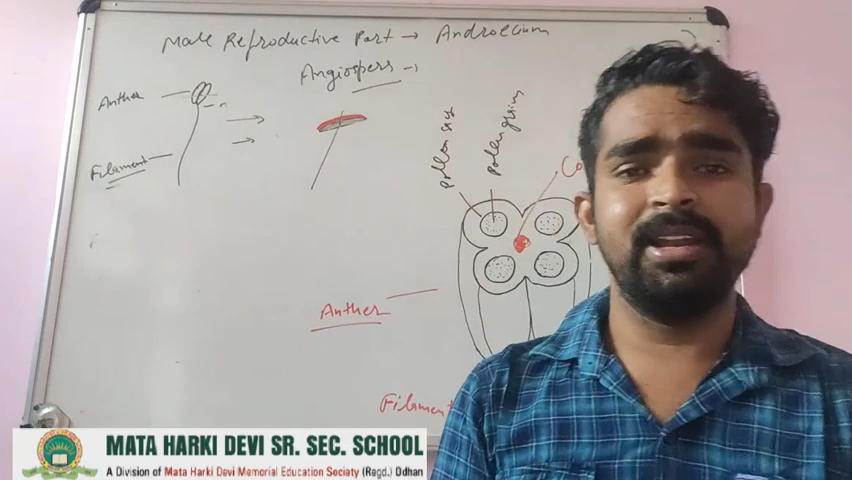 Male Reproductive Part → Androecium
Angiosperms →
Anther
Filament
Pollen sac
Pollen grain
Co
Anther
Filament
MATA HARKI DEVI SR. SEC. SCHOOL
A Division of Mata Harki Devi Memorial Education Society (Regd.) Odhan